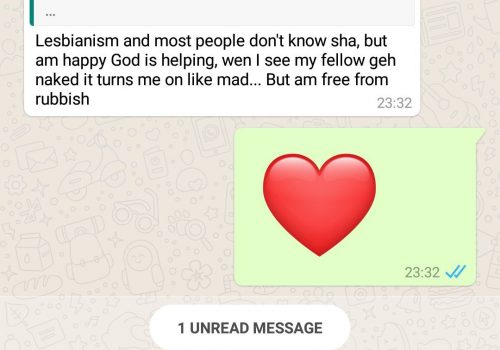 ...
Lesbianism and most people don't know sha, but
am happy God is helping, wen I see my fellow geh
naked it turns me on like mad... But am free from
rubbish
23:32
23:32
1 UNREAD MESSAGE